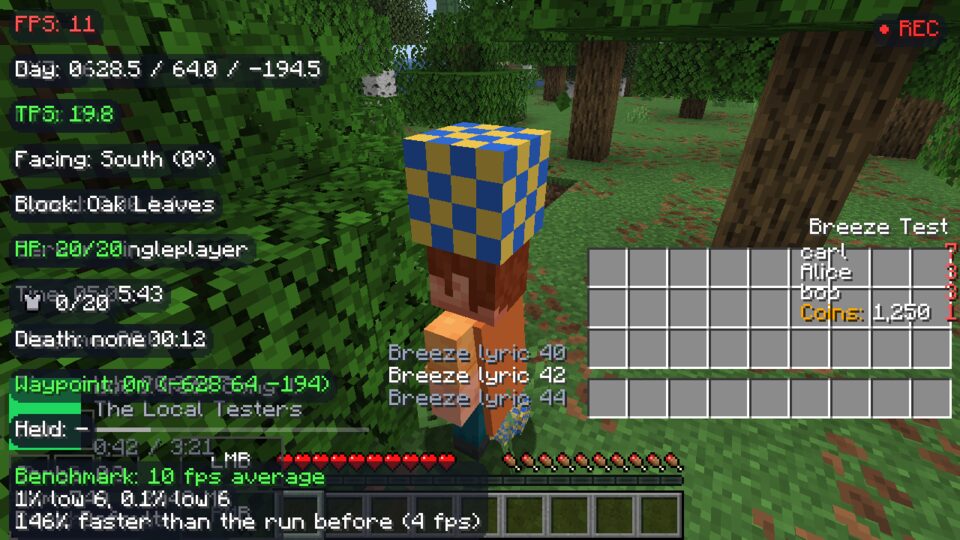 FPS: 11
REC
Day: 0628.5 / 64.0 / -194.5
TPS: 19.8
Facing: South (0°)
Block: Oak Leaves
Breeze Test
HP: 20/20 ingleplayer
carl 7
Alice 3
bob 3
Coins: 1,250 1
0/20 5:43
Death: none 00:12
Breeze lyric 40
Breeze lyric 42
Breeze lyric 44
Waypoint: 0m (-628 64 -194)
The Local Testers
Held: -
0:42 / 3:21
LMB
Benchmark: 10 fps average
1% low 6, 0.1% low 6
146% faster than the run before (4 fps)